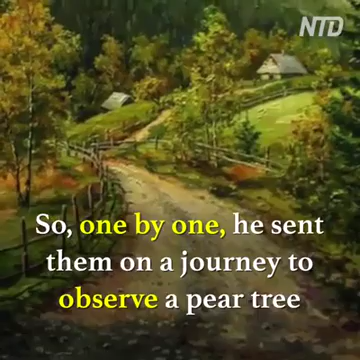 NTD
So, one by one, he sent
them on a journey to
observe a pear tree